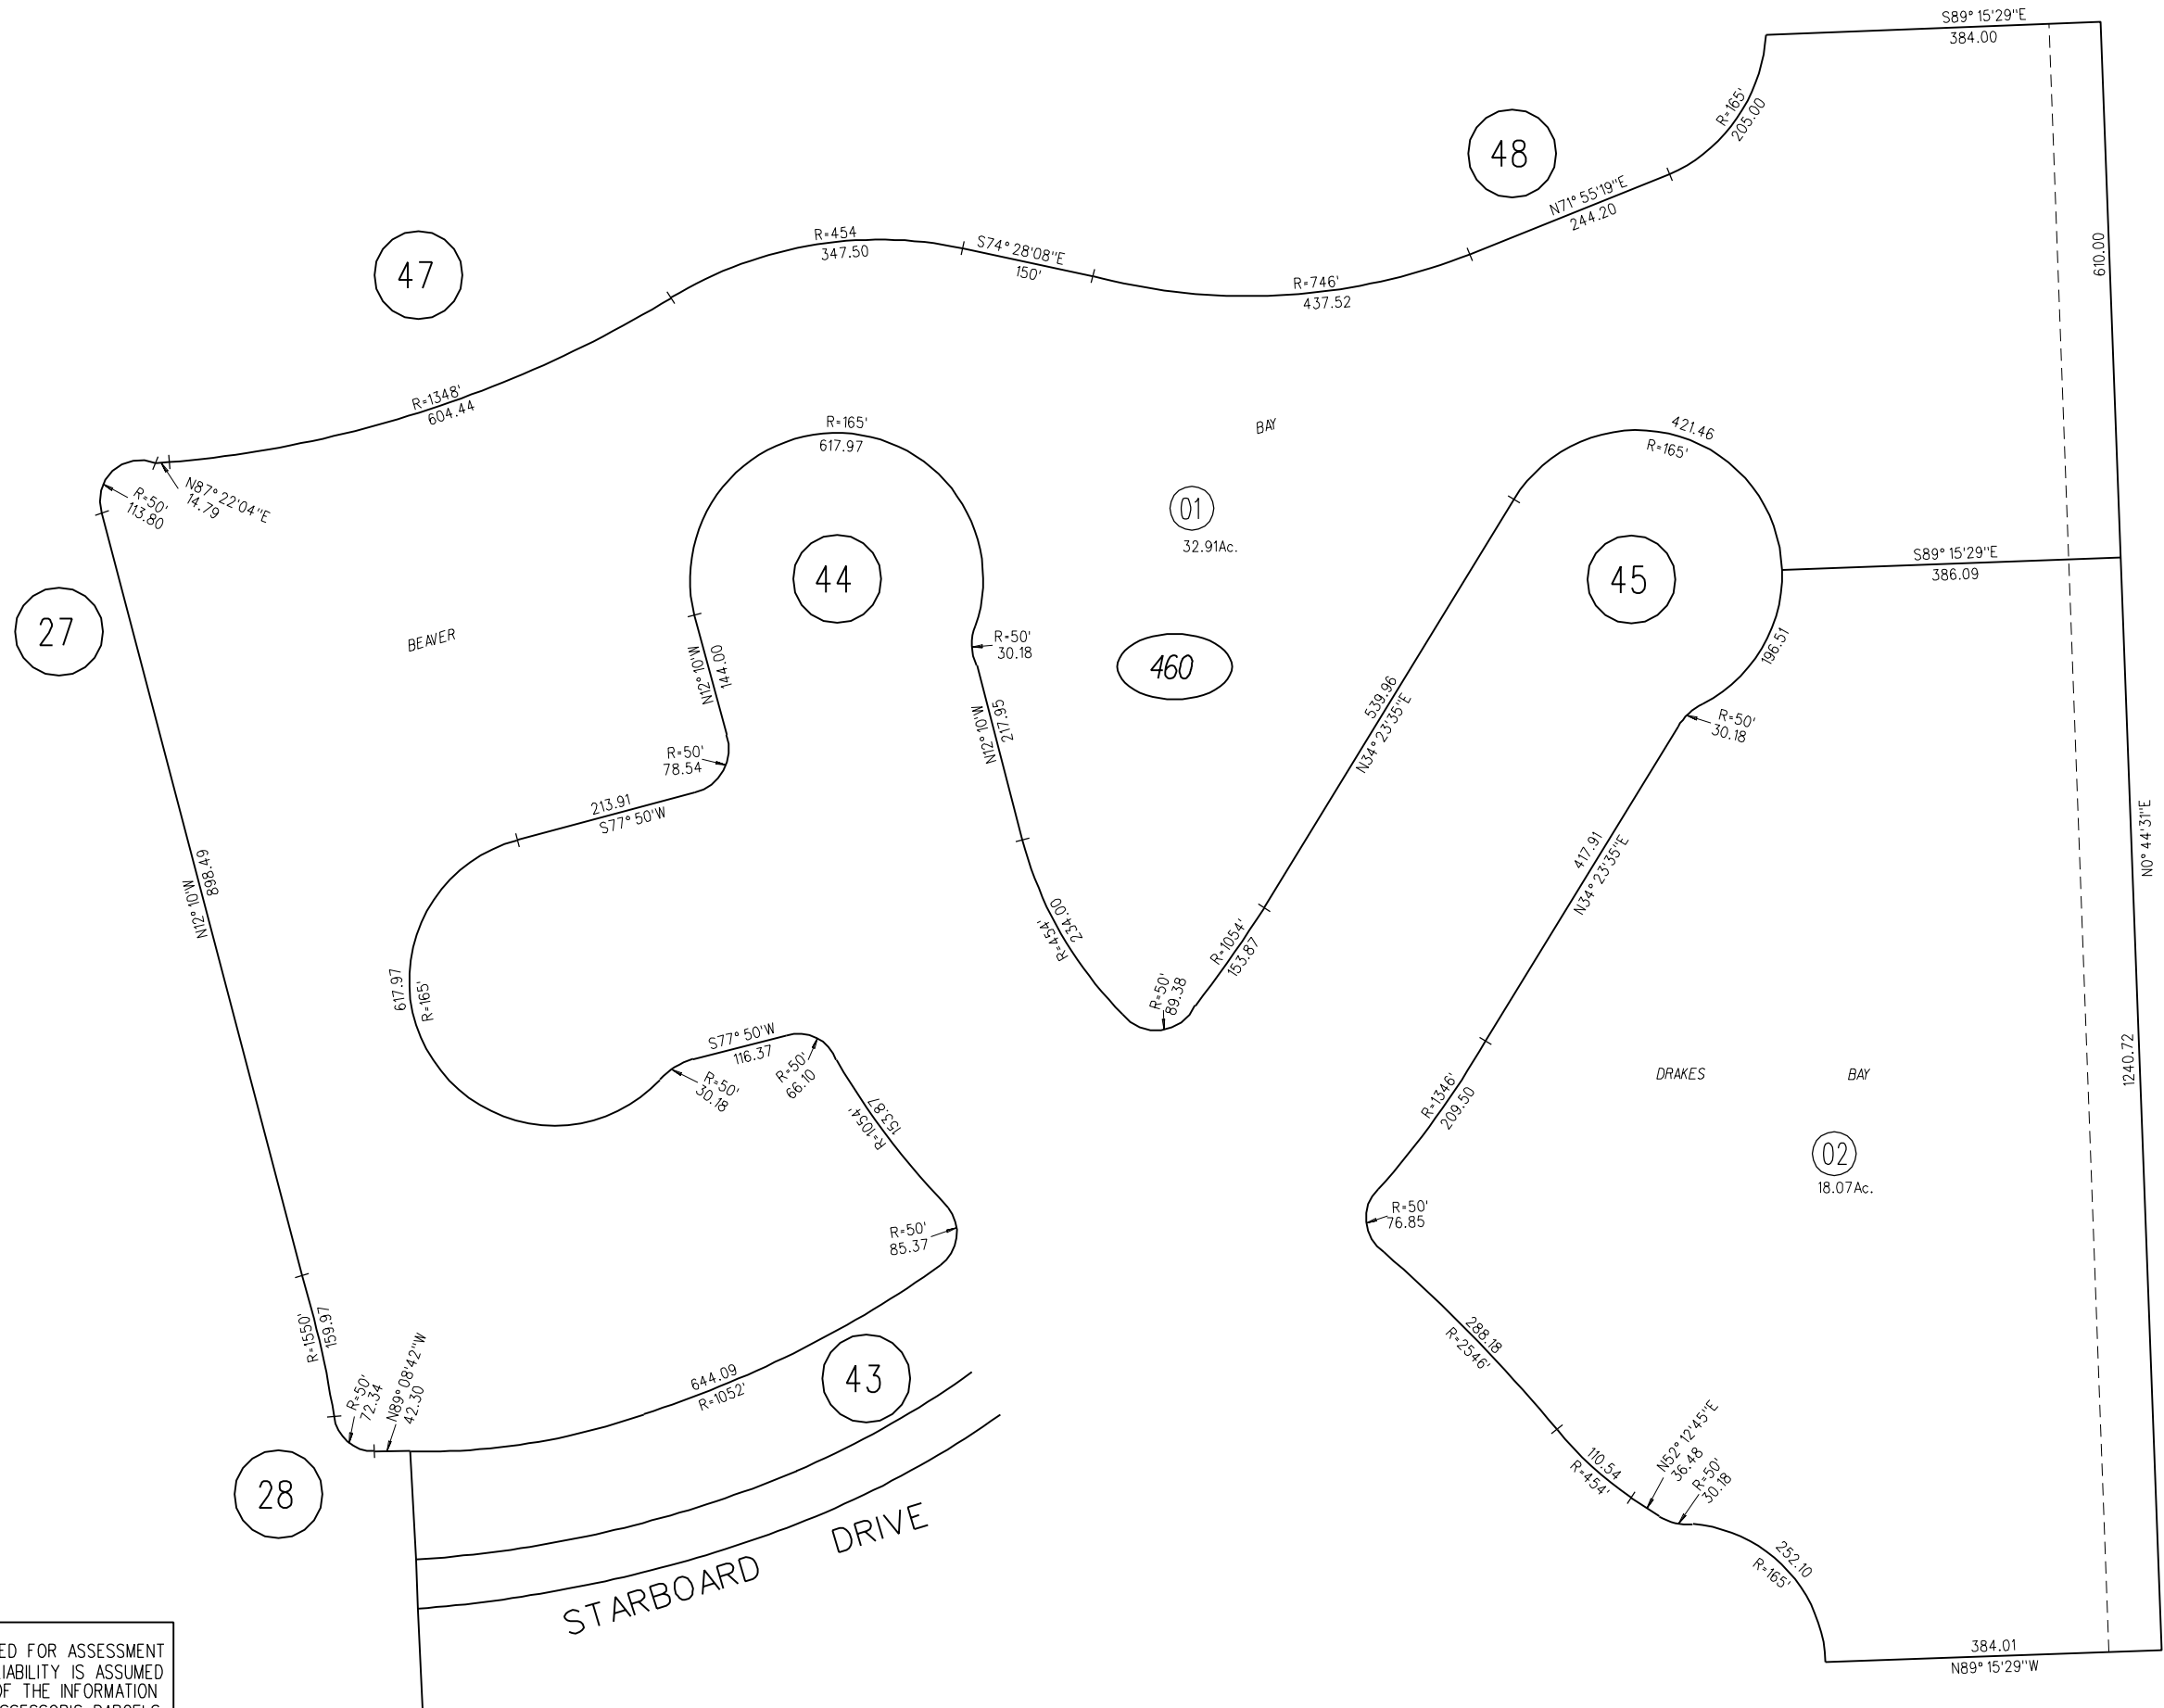 S89° 15'29"E
384.00
R=165'
205.00
48
N71° 55'19"E
244.20
610.00
R=454
347.50
S74° 28'08"E
150'
R=746'
437.52
47
R=1348'
604.44
N87° 22'04"E
14.79
R=50'
113.80
R=165'
617.97
BAY
421.46
R=165'
01
32.91Ac.
44
45
S89° 15'29"E
386.09
27
BEAVER
N12° 10'W
144.00
R=50'
30.18
460
196.51
N12° 10'W
217.95
539.96
N34° 23'35"E
R=50'
30.18
R=50'
78.54
213.91
S77° 50'W
898.49
N12° 10'W
417.91
N34° 23'35"E
N0° 44'31"E
234.00
R=454'
R=1054'
153.87
R=50'
89.38
617.97
R=165'
S77° 50'W
116.37
R=50'
66.10
R=50'
30.18
153.87
R=1054'
R=1346'
209.50
DRAKES
BAY
1240.72
02
18.07Ac.
R=50'
76.85
R=50'
85.37
R=1550'
159.97
R=50'
72.34
N89° 08'42"W
42.30
644.09
R=1052'
43
288.18
R=2546'
28
110.54
R=454'
N52° 12'45"E
36.48
R=50'
30.18
252.10
R=165'
STARBOARD DRIVE
384.01
N89° 15'29"W
ED FOR ASSESSMENT
IABILITY IS ASSUMED
OF THE INFORMATION